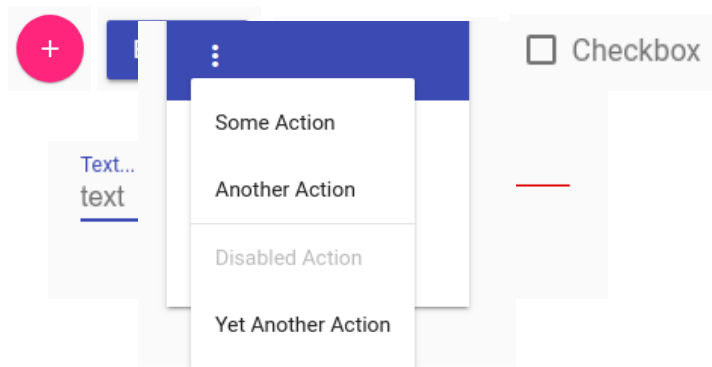 Checkbox
Some Action
Another Action
Text...
text
Disabled Action
Yet Another Action